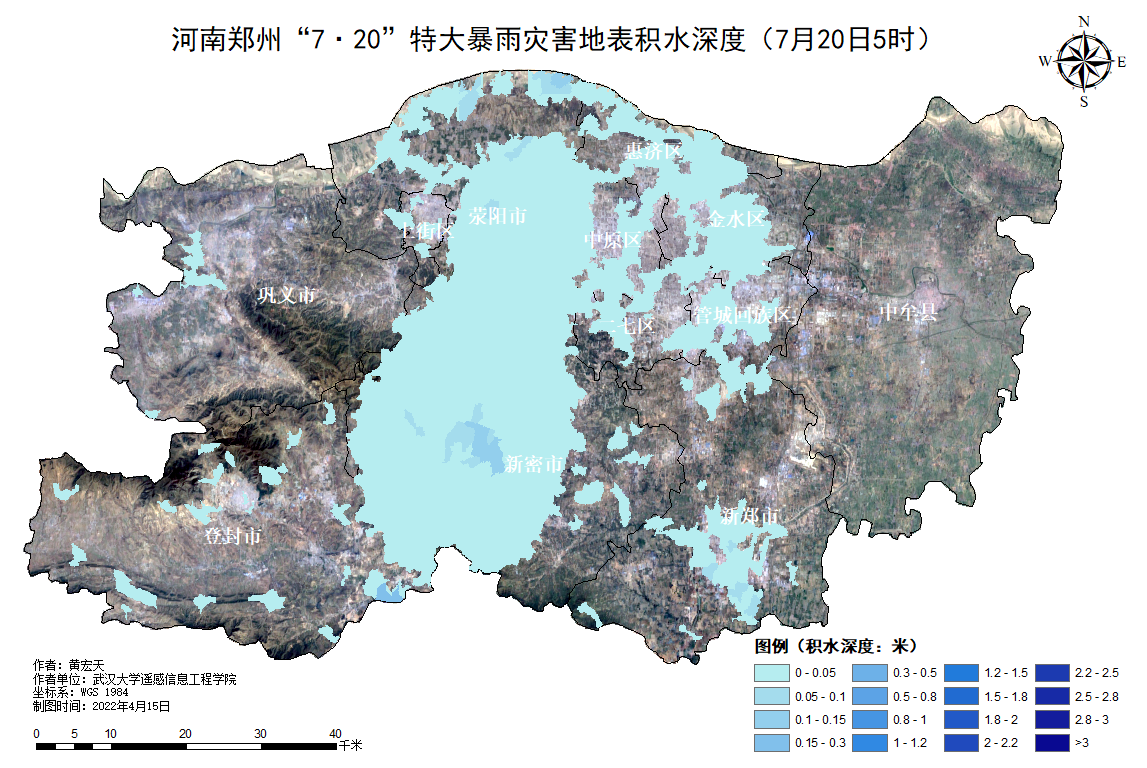 河南郑州“7·20”特大暴雨灾害地表积水深度（7月20日5时）
N
W E
S
惠济区
荥阳市
金水区
上街区
中原区
巩义市
中牟县
管城回族区
二七区
新密市
新郑市
登封市
图例（积水深度：米）
0 - 0.05
0.3 - 0.5
1.2 - 1.5
2.2 - 2.5
0.05 - 0.1
0.5 - 0.8
1.5 - 1.8
2.5 - 2.8
0.1 - 0.15
0.8 - 1
1.8 - 2
2.8 - 3
0.15 - 0.3
1 - 1.2
2 - 2.2
>3
作者：黄宏天
作者单位：武汉大学遥感信息工程学院
坐标系：WGS 1984
制图时间：2022年4月15日
0 5 10 20 30 40
千米